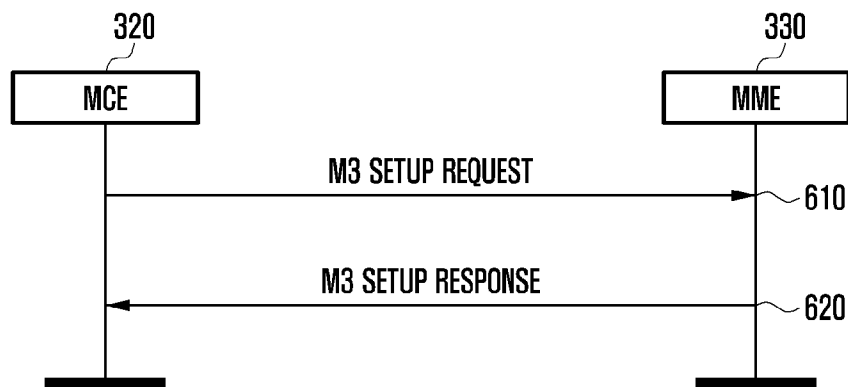 320
330
MCE
MME
M3 SETUP REQUEST
610
M3 SETUP RESPONSE
620